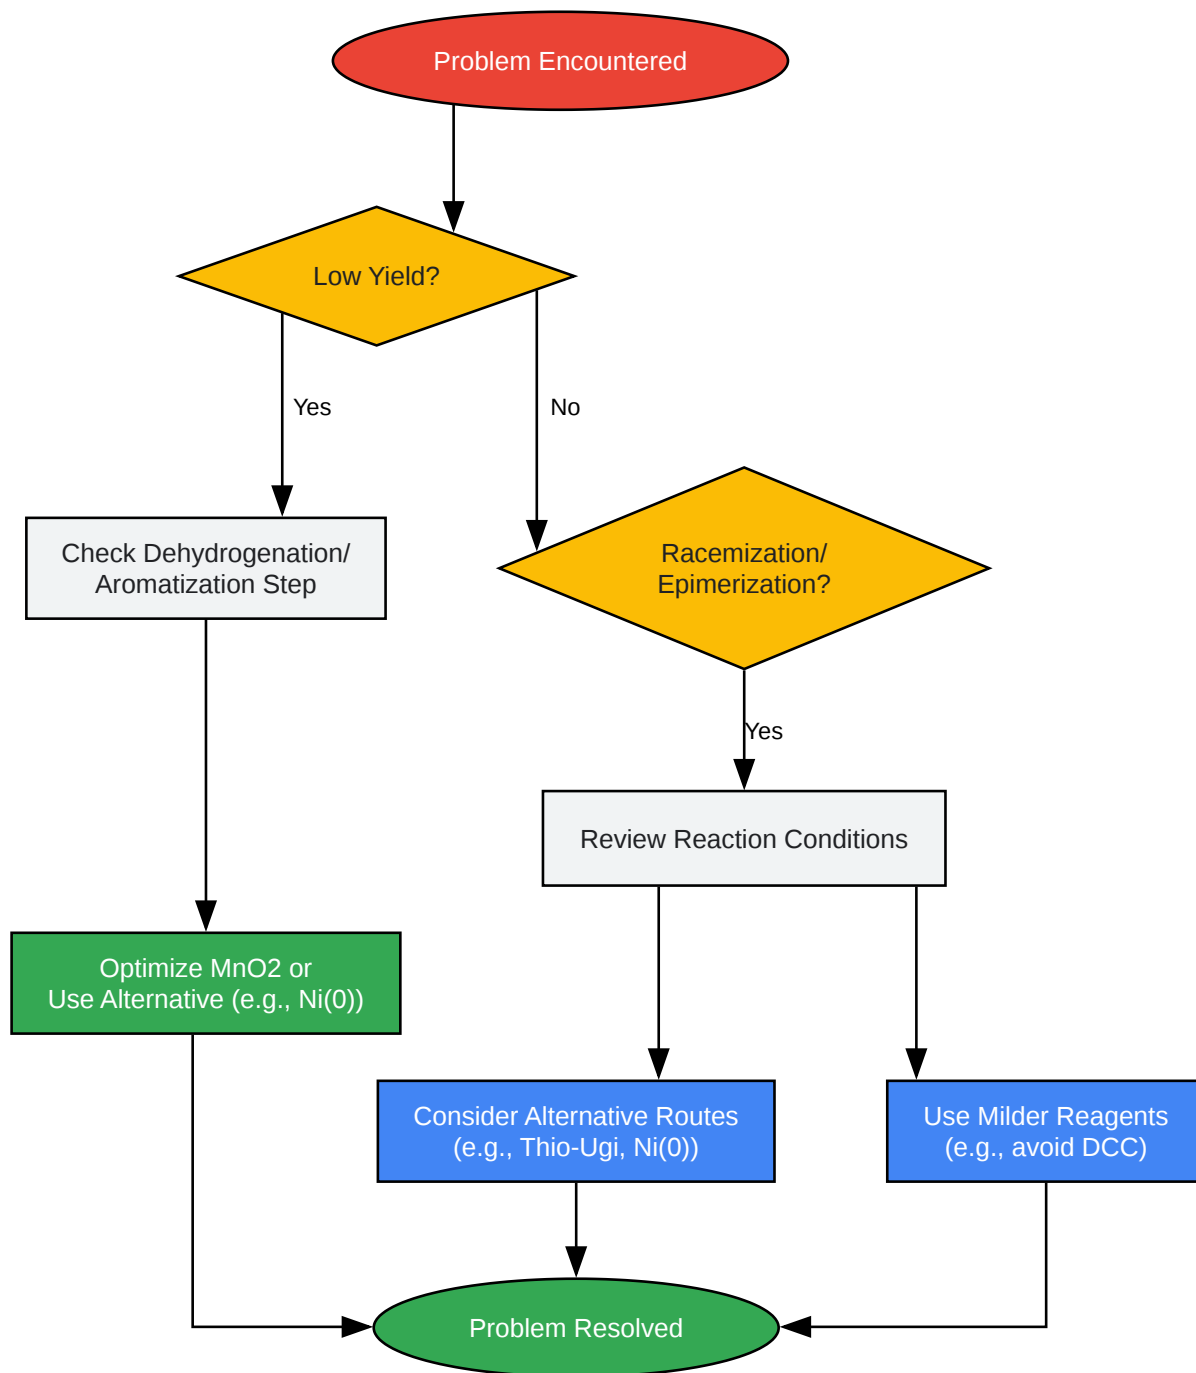 Problem Encountered
Low Yield?
Yes
No
Check Dehydrogenation/
Aromatization Step
Racemization/
Epimerization?
Yes
Review Reaction Conditions
Optimize MnO2 or
Use Alternative (e.g., Ni(0))
Consider Alternative Routes
(e.g., Thio-Ugi, Ni(0))
Use Milder Reagents
(e.g., avoid DCC)
Problem Resolved